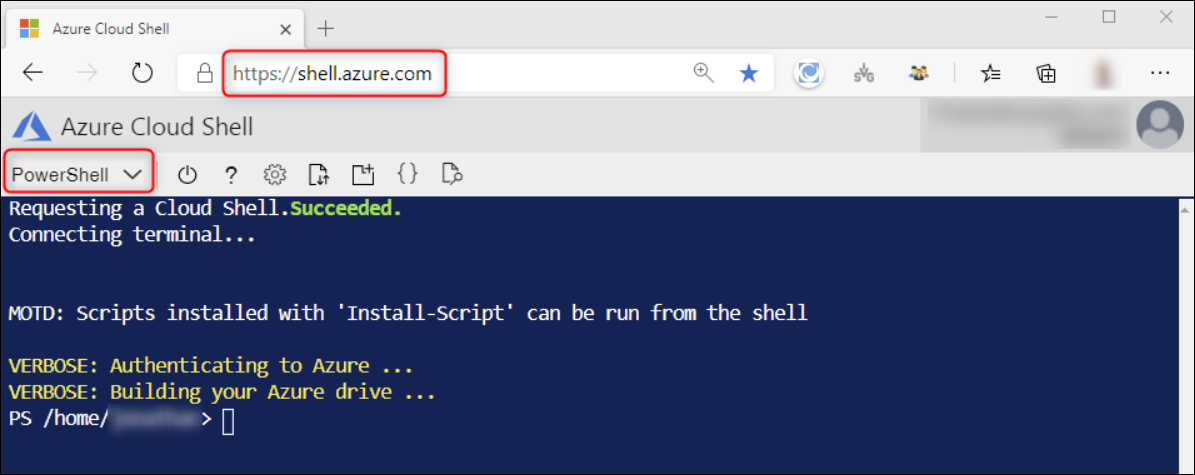 Azure Cloud Shell
https://shell.azure.com
SVG
Azure Cloud Shell
PowerShell
?
{}
Requesting a Cloud Shell.Succeeded.
Connecting terminal...
MOTD: Scripts installed with 'Install-Script' can be run from the shell
VERBOSE: Authenticating to Azure ...
VERBOSE: Building your Azure drive ...
PS /home/ >